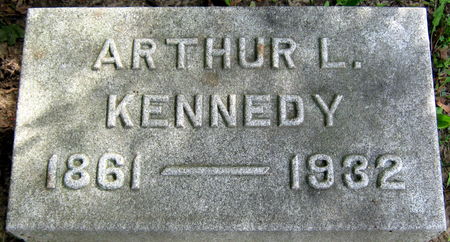 ARTHUR L.
KENNEDY
1861 — 1932